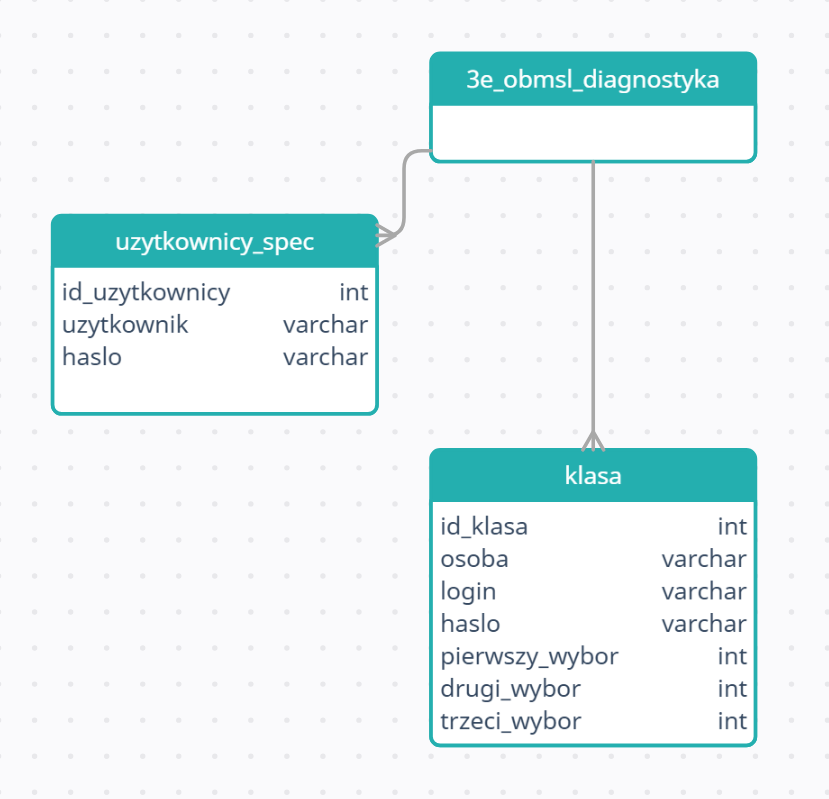 3e_obmsl_diagnostyka
uzytkownicy_spec
id_uzytkownicy int
uzytkownik varchar
haslo varchar
klasa
id_klasa int
osoba varchar
login varchar
haslo varchar
pierwszy_wybor int
drugi_wybor int
trzeci_wybor int